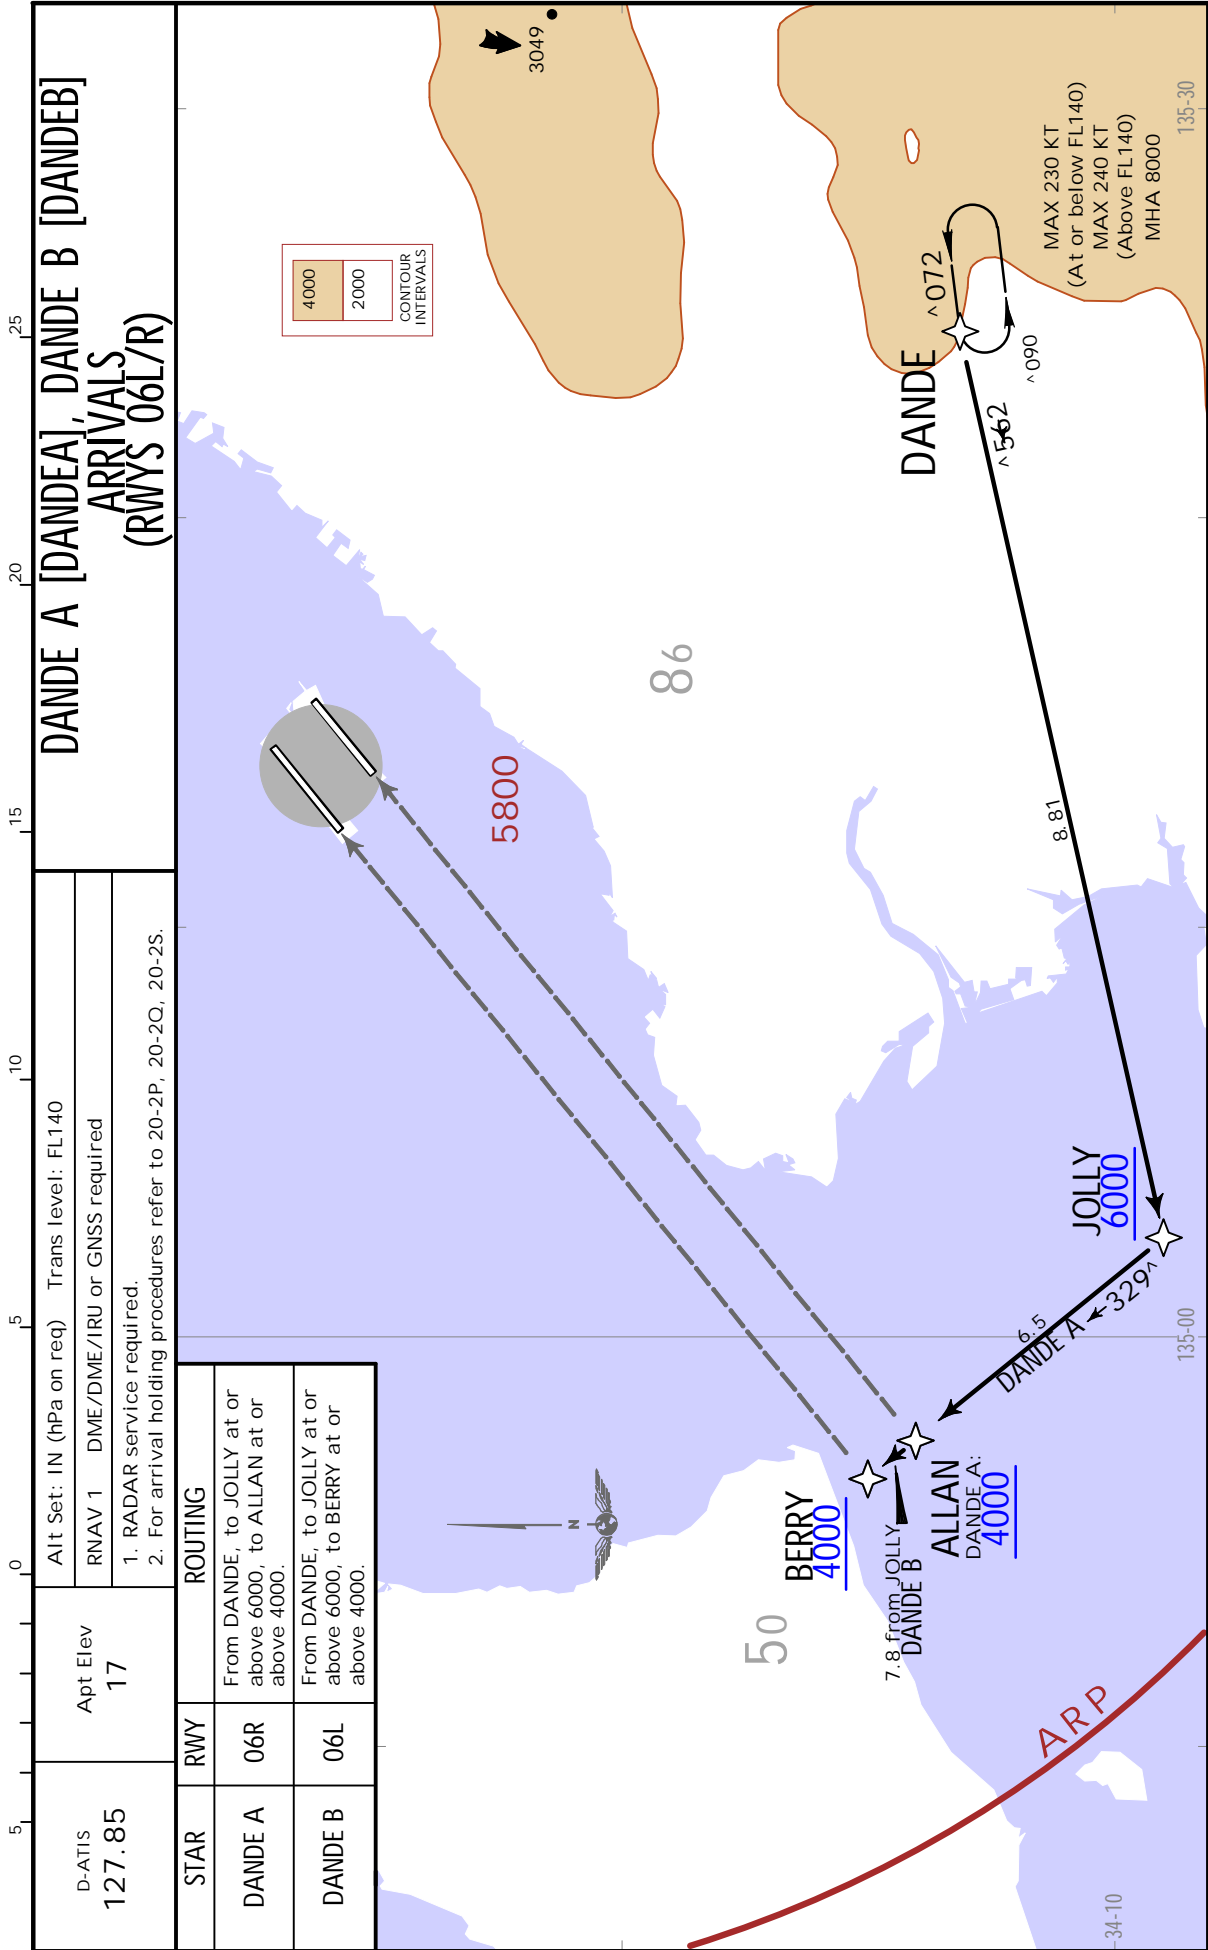 5
0
5
10
15
20
25
D-ATIS
127.85
Apt Elev
17
Alt Set: IN (hPa on req) Trans level: FL140
RNAV 1 DME/DME/IRU or GNSS required
1. RADAR service required.
2. For arrival holding procedures refer to 20-2P, 20-2Q, 20-2S.
DANDE A [DANDEA], DANDE B [DANDEB]
ARRIVALS
(RWYS 06L/R)
STAR RWY ROUTING
DANDE A 06R From DANDE, to JOLLY at or
above 6000, to ALLAN at or
above 4000.
DANDE B 06L From DANDE, to JOLLY at or
above 6000, to BERRY at or
above 4000.
4000
2000
CONTOUR
INTERVALS
3049
N
5800
86
50
BERRY
4000
7.8 from JOLLY
DANDE B
ALLAN
DANDE A:
4000
6.5
DANDE A
329^
JOLLY
6000
8.81
DANDE
^072
^090
^562
MAX 230 KT
(At or below FL140)
MAX 240 KT
(Above FL140)
MHA 8000
ARP
34-10
135-00
135-30